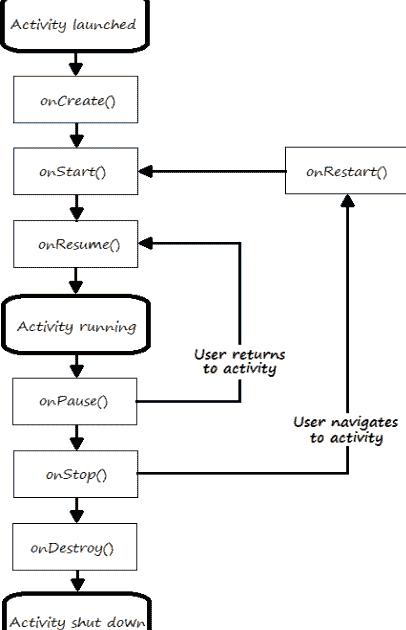 Activity launched
onCreate()
onStart()
onRestart()
onResume()
Activity running
User returns
to activity
onPause()
User navigates
to activity
onStop()
onDestroy()
Activity shut down